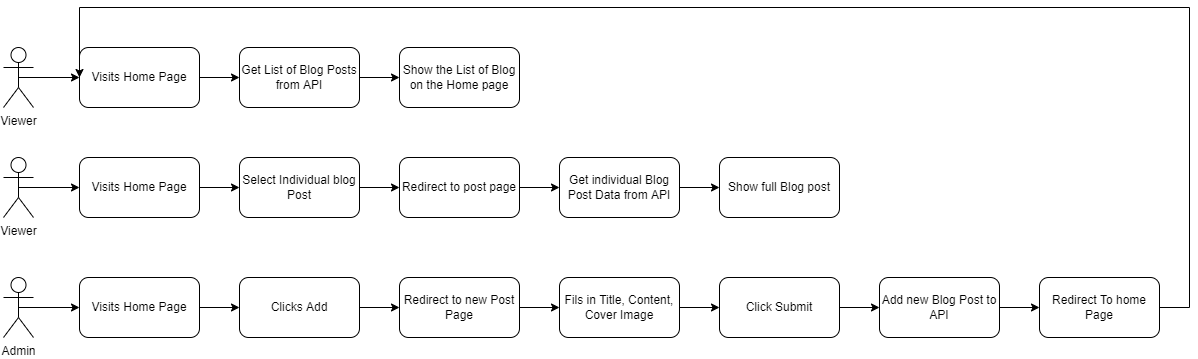 Visits Home Page
Get List of Blog Posts
from API
Show the List of Blog
on the Home page
Viewer
Visits Home Page
Select Individual blog
Post
Redirect to post page
Get individual Blog
Post Data from API
Show full Blog post
Viewer
Visits Home Page
Clicks Add
Redirect to new Post
Page
Fils in Title, Content,
Cover Image
Click Submit
Add new Blog Post to
API
Redirect To home
Page
Admin